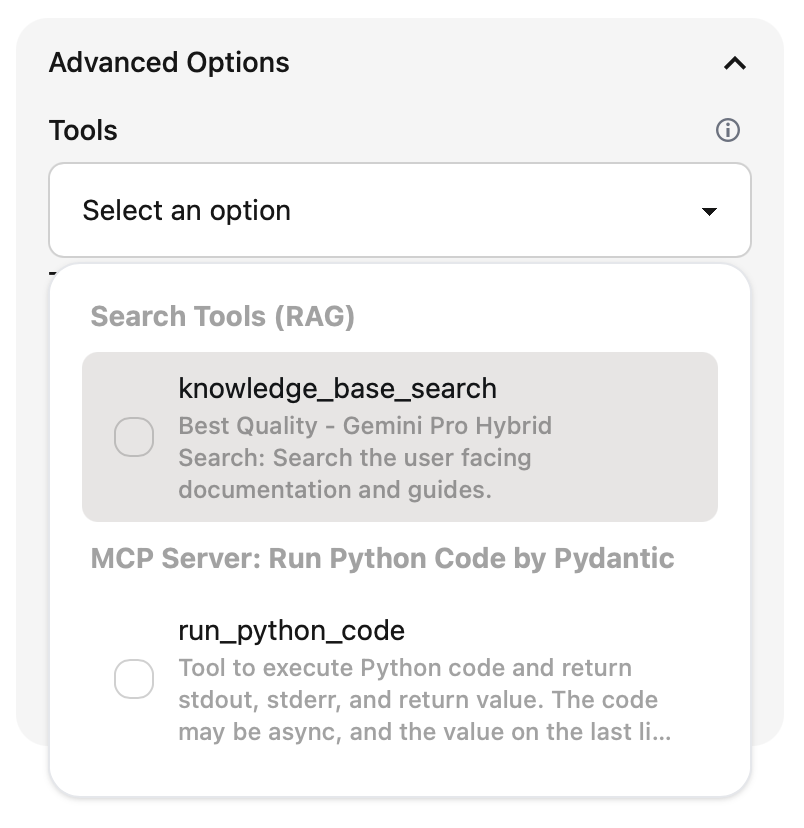 Advanced Options
Tools
Select an option
Search Tools (RAG)
knowledge_base_search
Best Quality - Gemini Pro Hybrid
Search: Search the user facing
documentation and guides.
MCP Server: Run Python Code by Pydantic
run_python_code
Tool to execute Python code and return
stdout, stderr, and return value. The code
may be async, and the value on the last li...